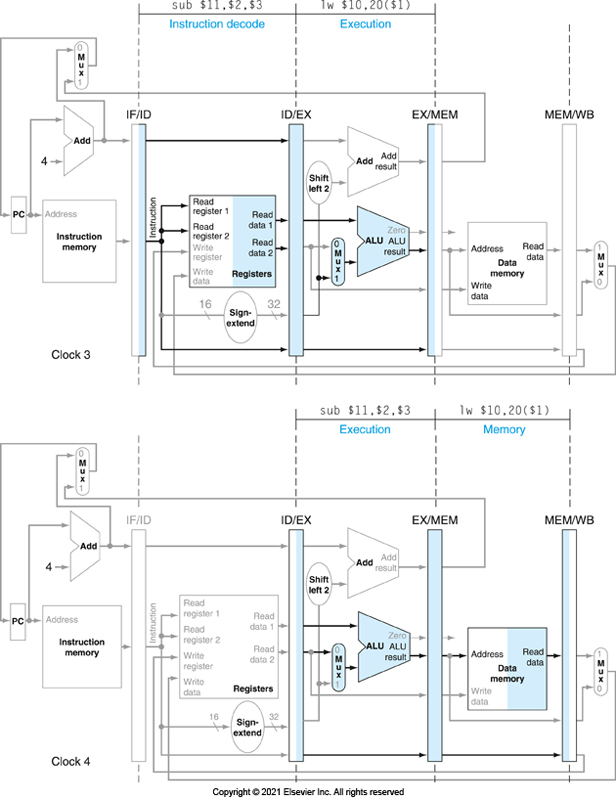 sub $11,$2,$3 lw $10,20($1)
Instruction decode Execution
0
M
u
x
1
IF/ID ID/EX EX/MEM MEM/WB
Add
4
Add Add
result
Shift
left 2
PC
Address
Instruction
memory
Instruction
Read
register 1
Read
register 2
Write
register
Write
data
Read
data 1
Read
data 2
Registers
0
M
u
x
1
Zero
ALU ALU
result
Address
Read
data
Data
memory
Write
data
1
M
u
x
0
16 32
Sign-
extend
Clock 3
sub $11,$2,$3 lw $10,20($1)
Execution Memory
0
M
u
x
1
IF/ID ID/EX EX/MEM MEM/WB
Add
4
Add Add
result
Shift
left 2
PC
Address
Instruction
memory
Instruction
Read
register 1
Read
register 2
Write
register
Write
data
Read
data 1
Read
data 2
Registers
0
M
u
x
1
Zero
ALU ALU
result
Address
Read
data
Data
memory
Write
data
1
M
u
x
0
16 32
Sign-
extend
Clock 4
Copyright © 2021 Elsevier Inc. All rights reserved